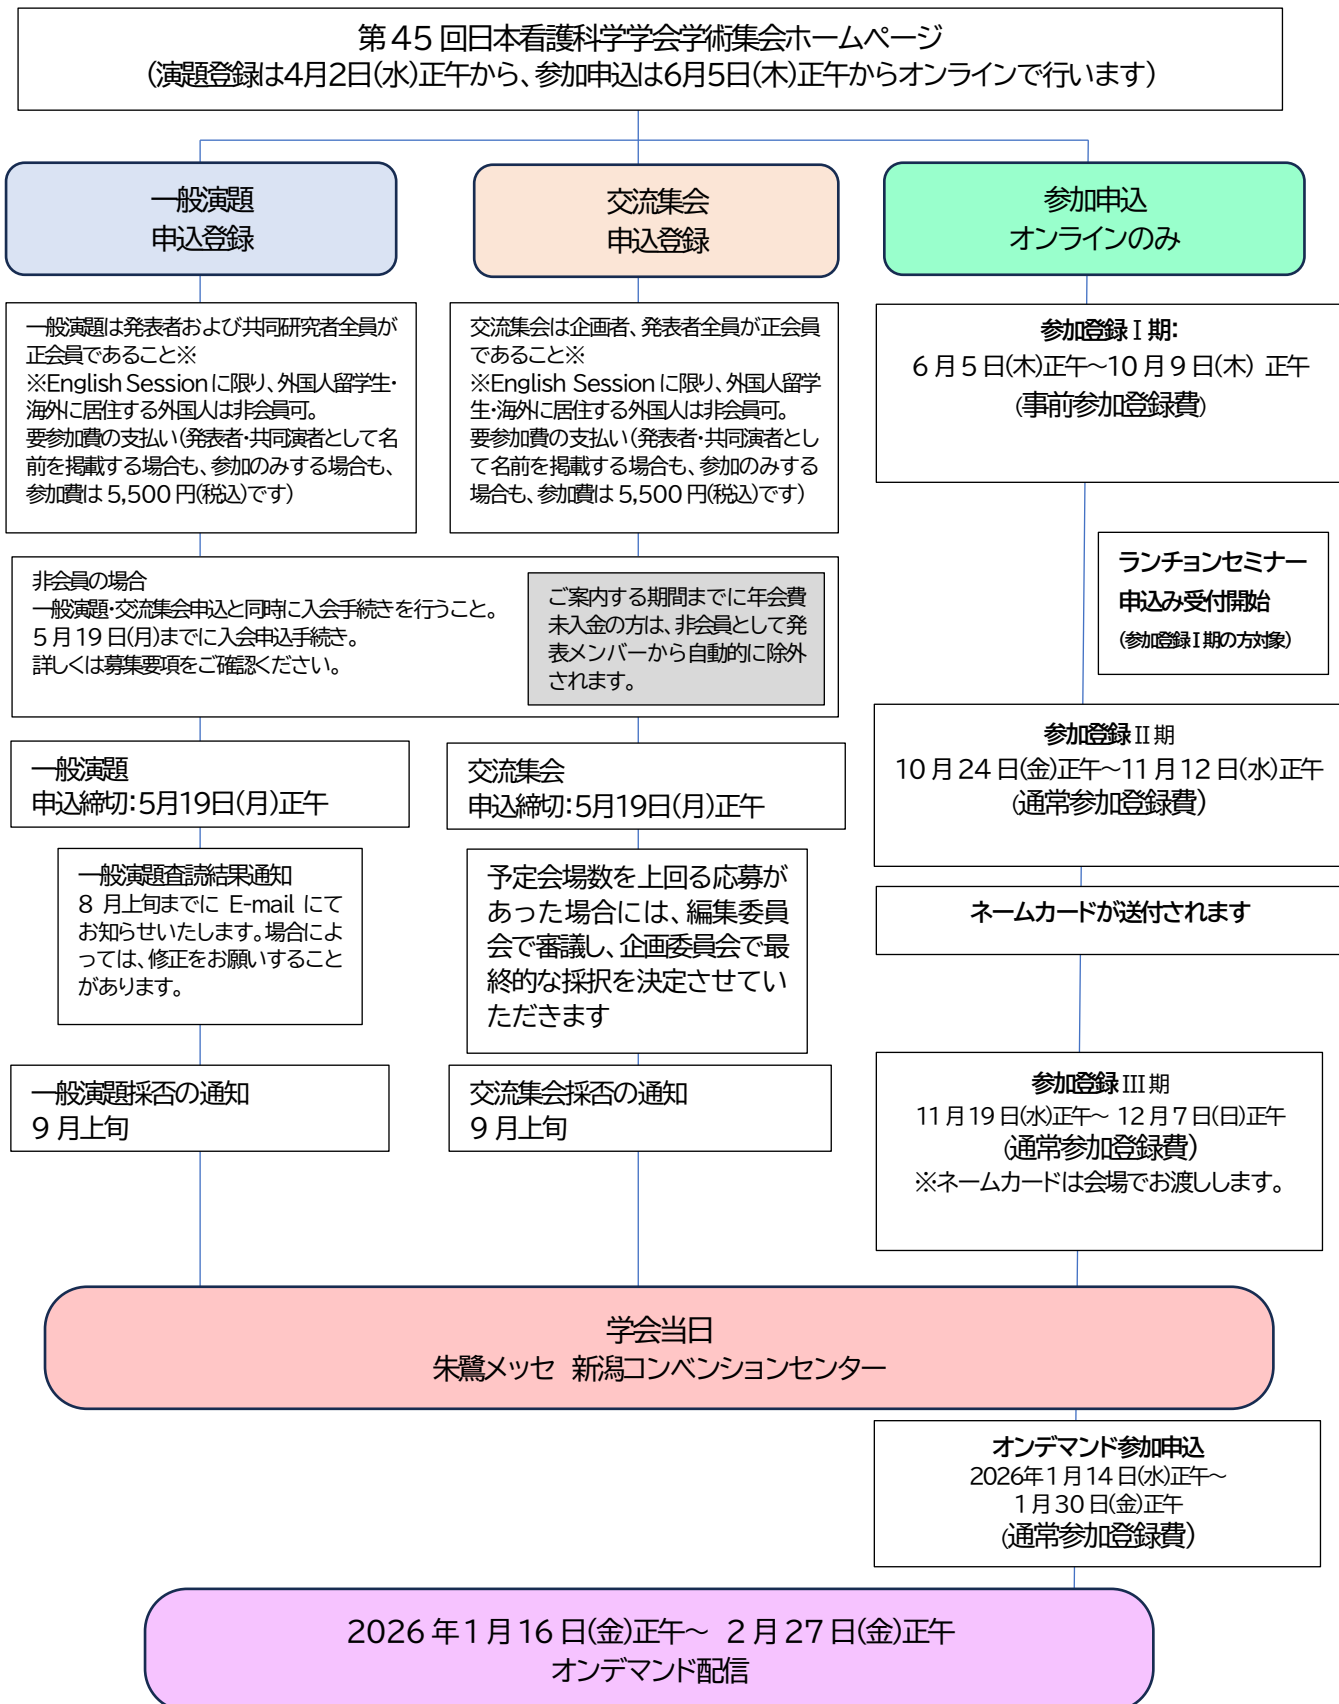 第45回日本看護科学学会学術集会ホームページ
(演題登録は4月2日(水)正午から、参加申込は6月5日(木)正午からオンラインで行います)
一般演題
申込登録
交流集会
申込登録
参加申込
オンラインのみ
一般演題は発表者および共同研究者全員が
正会員であること※
※English Sessionに限り、外国人留学生・
海外に居住する外国人は非会員可。
要参加費の支払い(発表者・共同演者として名
前を掲載する場合も、参加のみする場合も、
参加費は5,500円(税込)です)
交流集会は企画者、発表者全員が正会員
であること※
※English Sessionに限り、外国人留学
生・海外に居住する外国人は非会員可。
要参加費の支払い(発表者・共同演者とし
て名前を掲載する場合も、参加のみする
場合も、参加費は5,500円(税込)です)
参加登録Ⅰ期:
6月5日(木)正午～10月9日(木) 正午
(事前参加登録費)
ランチョンセミナー
申込み受付開始
(参加登録Ⅰ期の方対象)
非会員の場合
一般演題・交流集会申込と同時に入会手続きを行うこと。
5月19日(月)までに入会申込手続き。
詳しくは募集要項をご確認ください。
ご案内する期間までに年会費
未入金の方は、非会員として発
表メンバーから自動的に除外
されます。
参加登録Ⅱ期
10月24日(金)正午～11月12日(水)正午
(通常参加登録費)
一般演題
申込締切:5月19日(月)正午
交流集会
申込締切:5月19日(月)正午
一般演題査読結果通知
8月上旬までに E-mail にて
お知らせいたします。場合によ
っては、修正をお願いすること
があります。
予定会場数を上回る応募が
あった場合には、編集委員
会で審議し、企画委員会で最
終的な採択を決定させてい
ただきます
ネームカードが送付されます
一般演題採否の通知
9月上旬
交流集会採否の通知
9月上旬
参加登録Ⅲ期
11月19日(水)正午～ 12月7日(日)正午
(通常参加登録費)
※ネームカードは会場でお渡しします。
学会当日
朱鷺メッセ 新潟コンベンションセンター
オンデマンド参加申込
2026年1月14日(水)正午～
1月30日(金)正午
(通常参加登録費)
2026年1月16日(金)正午～ 2月27日(金)正午
オンデマンド配信